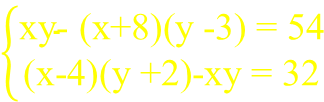 xy- (x+8)(y -3) = 54
(x-4)(y +2)-xy = 32